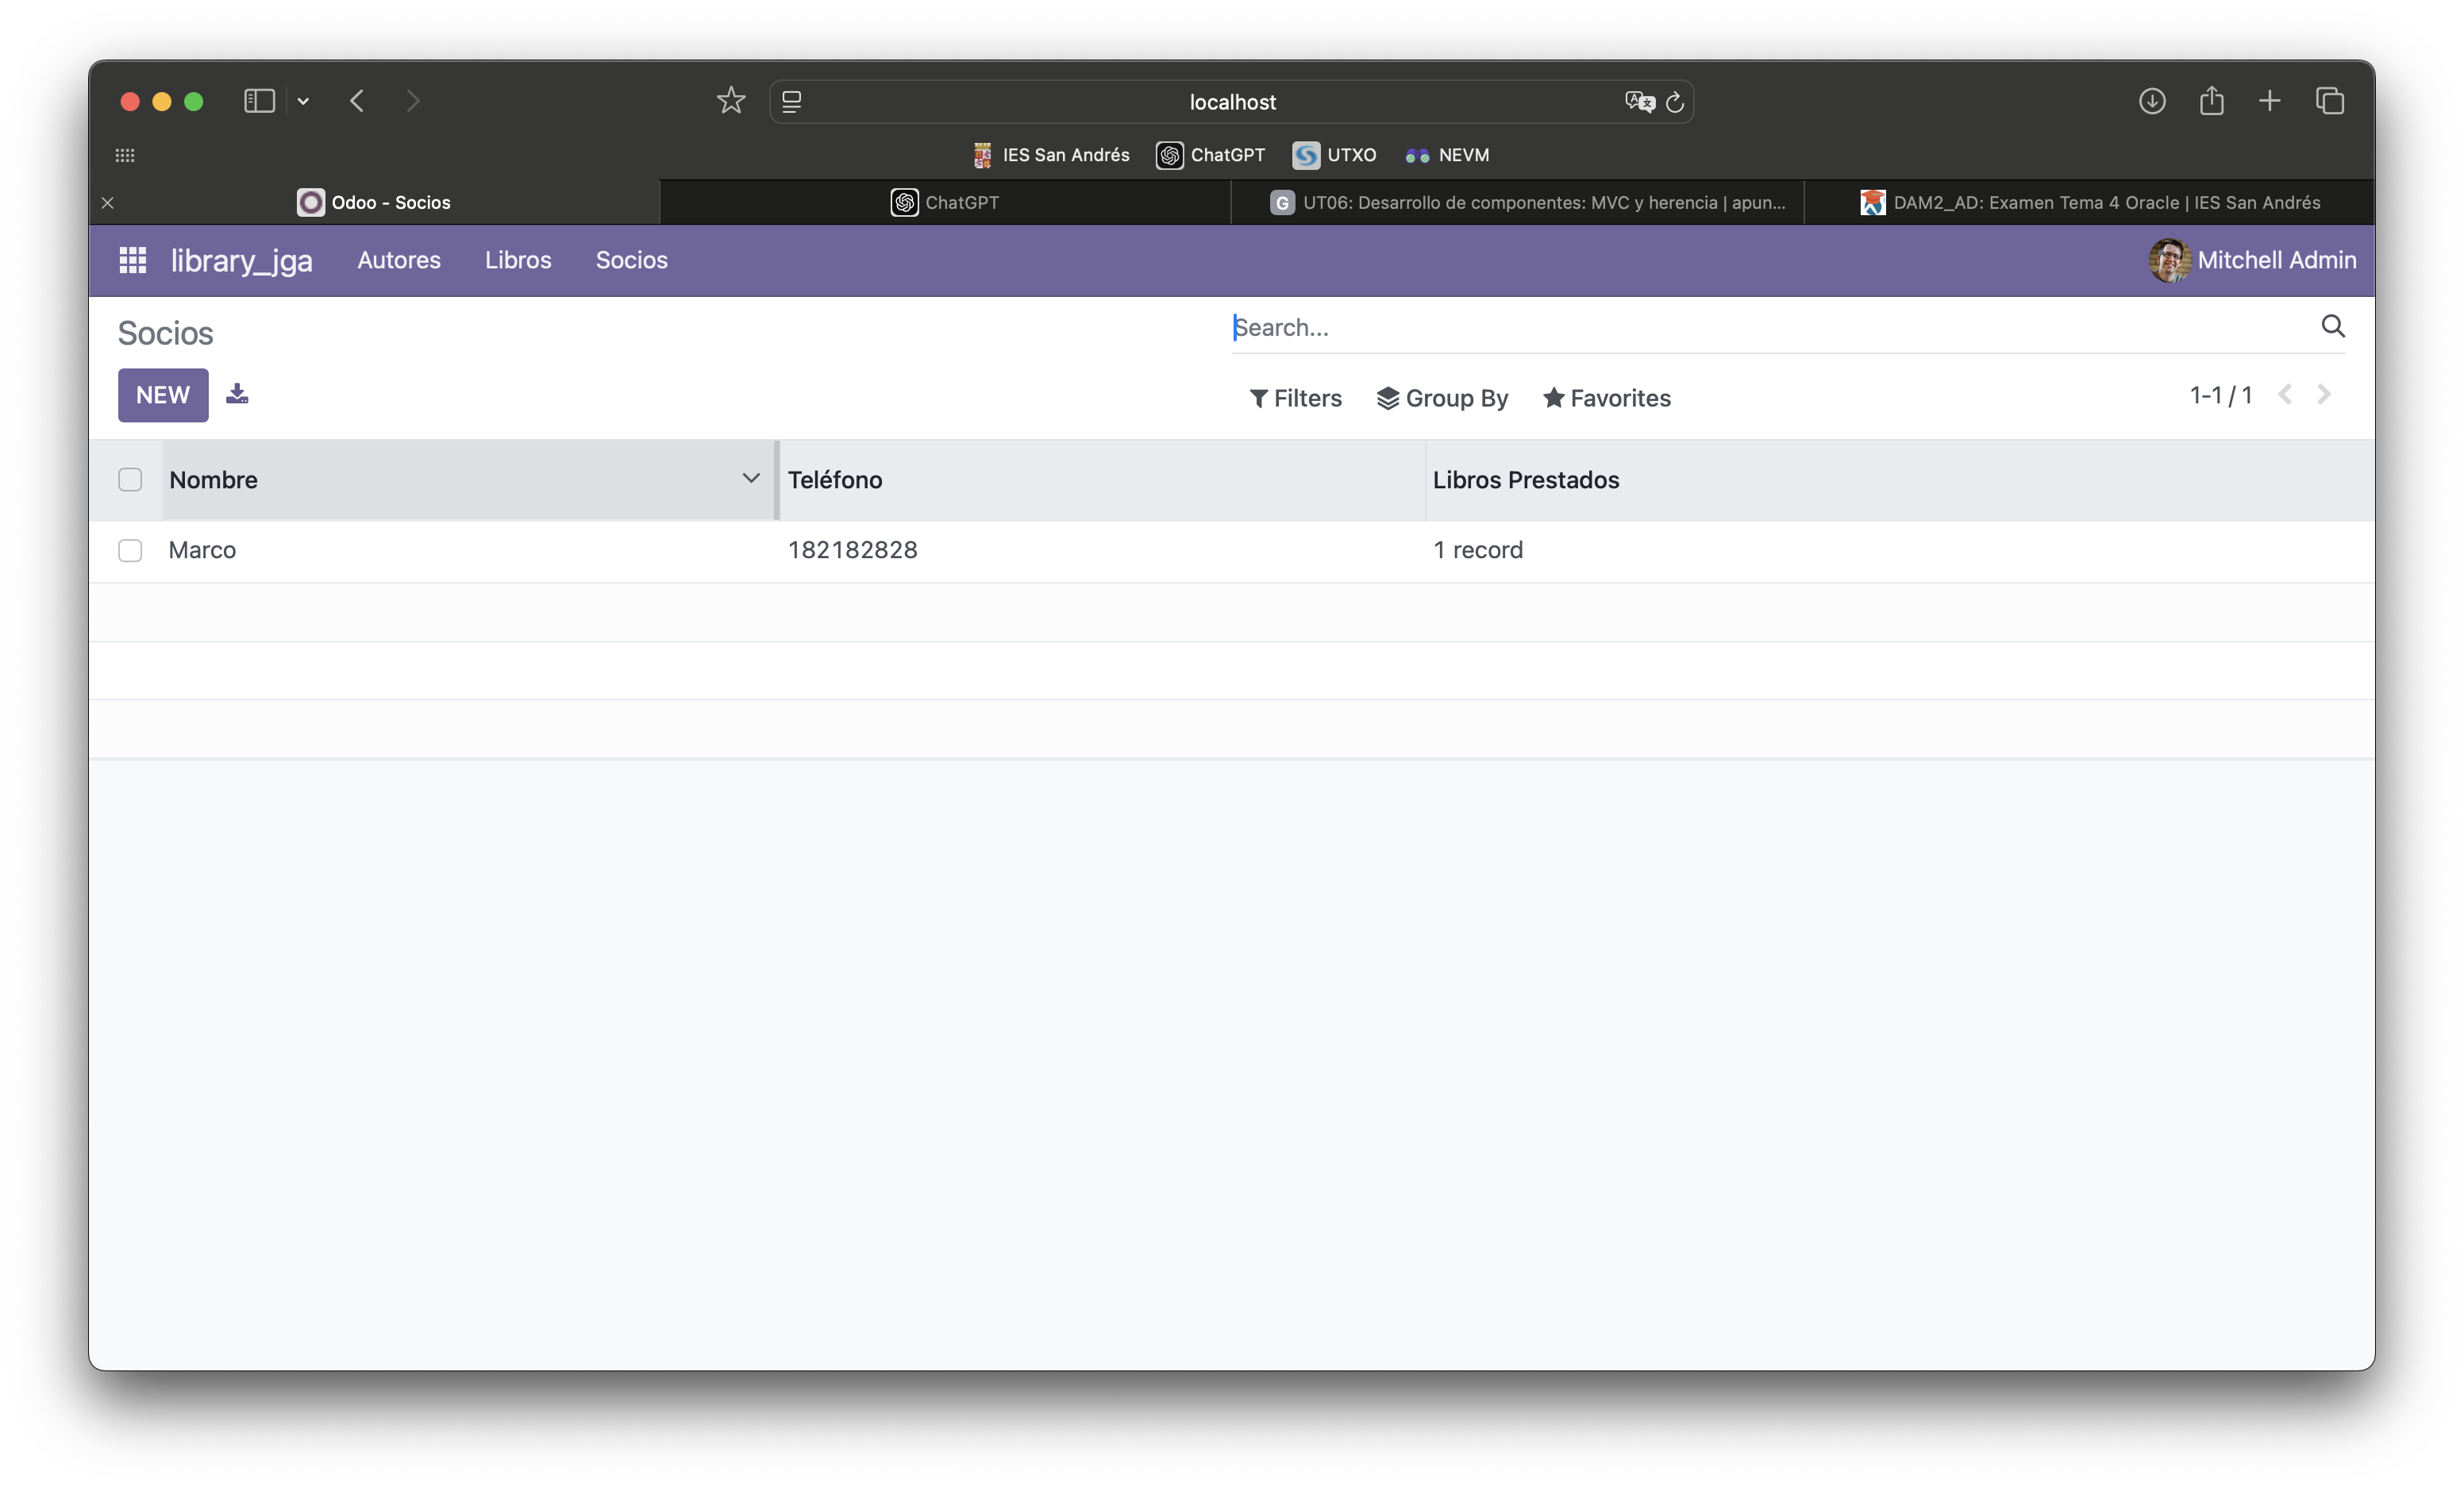 localhost
IES San Andrés ChatGPT UTXO NEVM
Odoo - Socios ChatGPT UT06: Desarrollo de componentes: MVC y herencia | apun... DAM2_AD: Examen Tema 4 Oracle | IES San Andrés
library_jga Autores Libros Socios Mitchell Admin
Socios Search...
NEW Filters Group By Favorites 1-1 / 1
Nombre Teléfono Libros Prestados
Marco 182182828 1 record